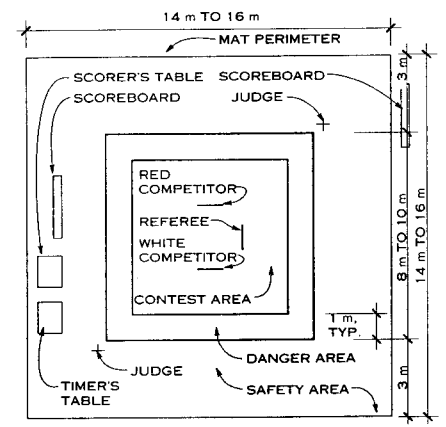 14 m TO 16 m
MAT PERIMETER
SCORER'S TABLE
SCOREBOARD
SCOREBOARD
JUDGE
3 m
RED
COMPETITOR
REFEREE
WHITE
COMPETITOR
CONTEST AREA
8 m TO 10 m
14 m TO 16 m
1 m,
TYP.
DANGER AREA
JUDGE
SAFETY AREA
TIMER'S
TABLE
3 m